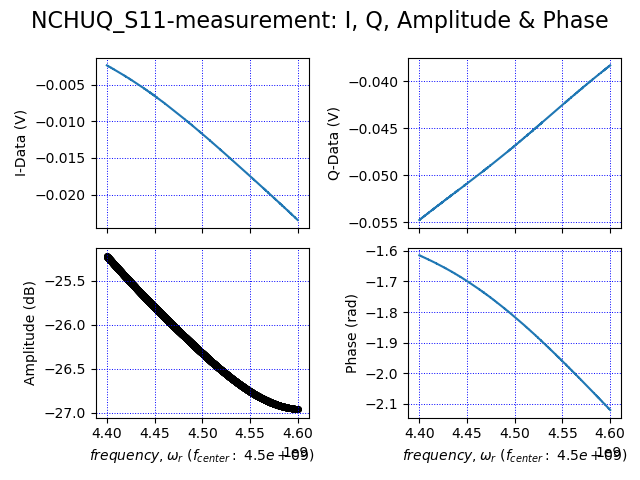 NCHUQ_S11-measurement: I, Q, Amplitude & Phase
I-Data (V)
−0.005
−0.010
−0.015
−0.020
Q-Data (V)
−0.040
−0.045
−0.050
−0.055
Amplitude (dB)
−25.5
−26.0
−26.5
−27.0
4.40 4.45 4.50 4.55 4.60
1e9
frequency, ωr (fcenter : 4.5e + 09)
Phase (rad)
−1.6
−1.7
−1.8
−1.9
−2.0
−2.1
4.40 4.45 4.50 4.55 4.60
1e9
frequency, ωr (fcenter : 4.5e + 09)